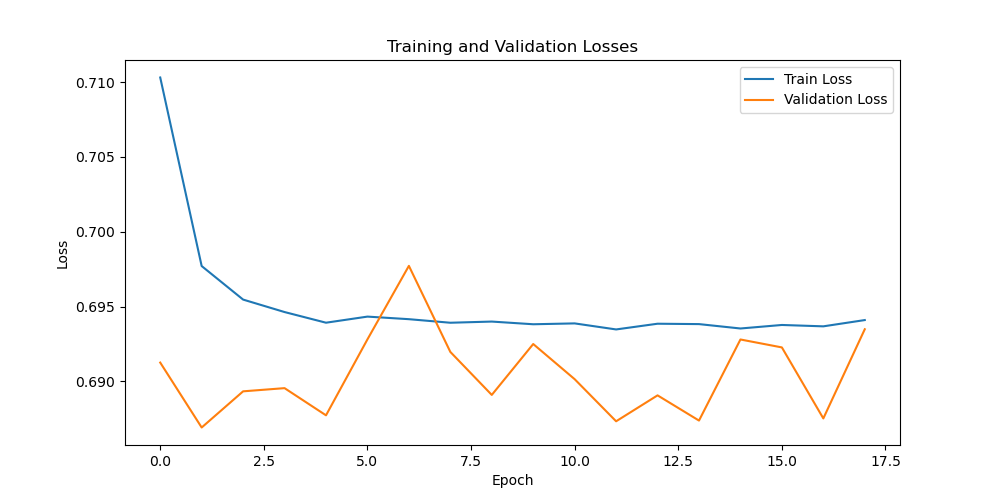 Training and Validation Losses
Train Loss
Validation Loss
0.710
0.705
0.700
0.695
0.690
Loss
0.0
2.5
5.0
7.5
10.0
12.5
15.0
17.5
Epoch